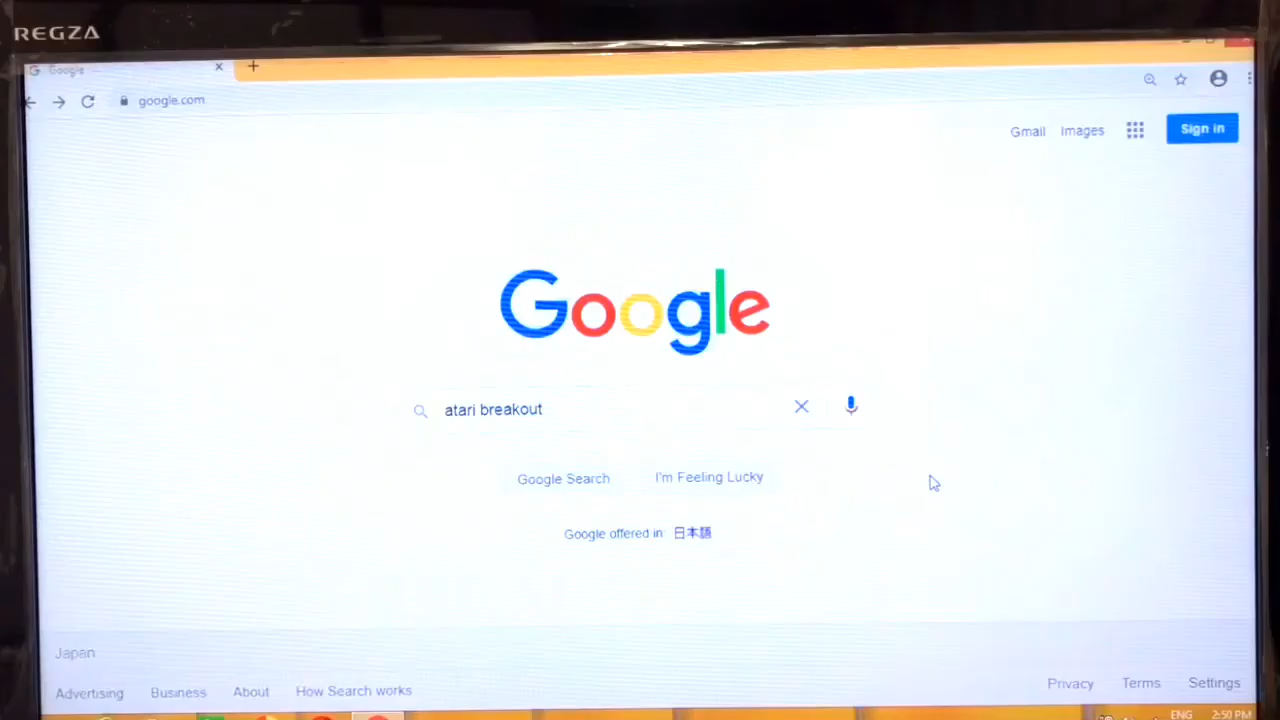 REGZA
Google
google.com
Gmail Images Sign in
Google
atari breakout
Google Search I'm Feeling Lucky
Google offered in: 日本語
Japan
Advertising Business About How Search works Privacy Terms Settings
ENG 2:50 PM